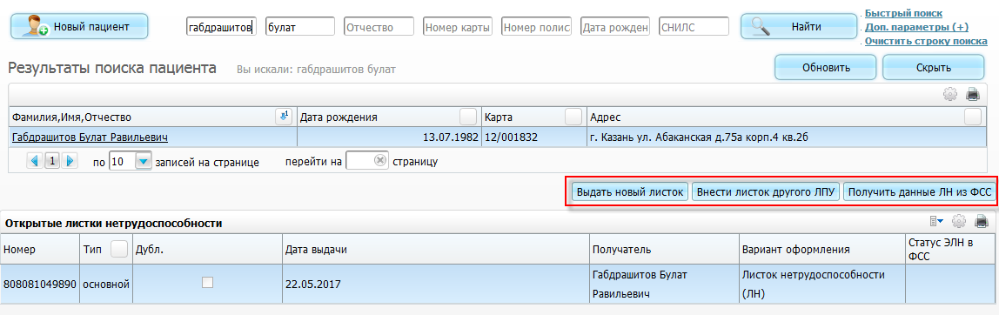 Новый пациент
габдрашитов булат Отчество Номер карты Номер полис Дата рожден СНИЛС
Найти
Быстрый поиск
Доп. параметры (+)
Очистить строку поиска
Результаты поиска пациента Вы искали: габдрашитов булат
Обновить Скрыть
Фамилия,Имя,Отчество 1 Дата рождения Карта Адрес
Габдрашитов Булат Равильевич 13.07.1982 12/001832 г. Казань ул. Абаканская д.75а корп.4 кв.2б
1 по 10 записей на странице перейти на страницу
Выдать новый листок Внести листок другого ЛПУ Получить данные ЛН из ФСС
Открытые листки нетрудоспособности
Номер Тип Дубл. Дата выдачи Получатель Вариант оформления Статус ЭЛН в
ФСС
808081049890 основной 22.05.2017 Габдрашитов Булат Листок нетрудоспособности
Равильевич (ЛН)